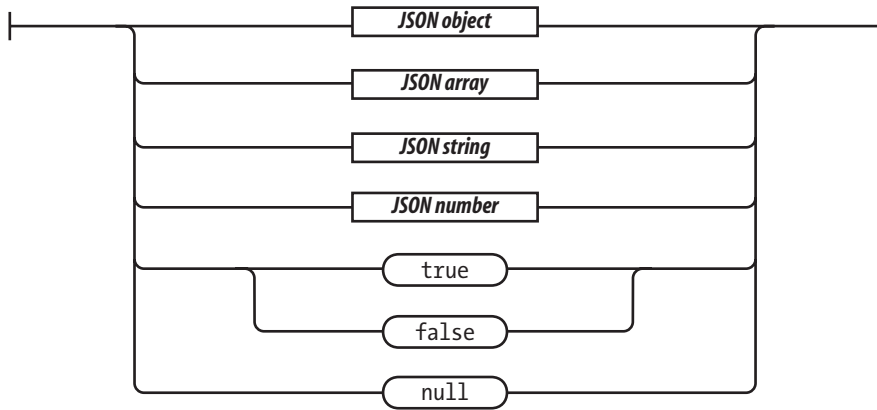 JSON object
JSON array
JSON string
JSON number
true
false
null